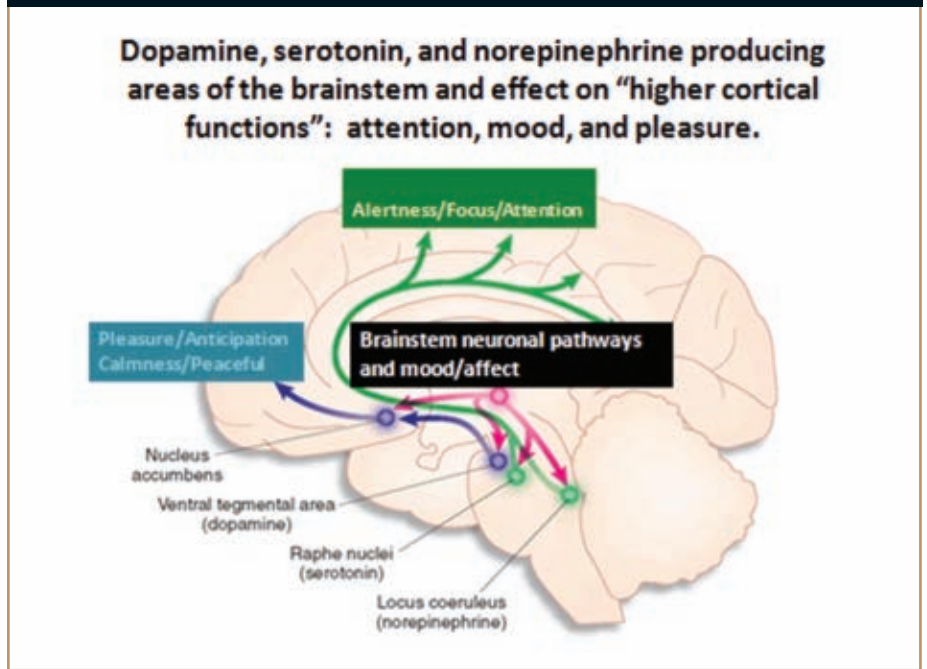 Dopamine, serotonin, and norepinephrine producing
areas of the brainstem and effect on “higher cortical
functions”:  attention, mood, and pleasure.
Alertness/Focus/Attention
Pleasure/Anticipation
Calmness/Peaceful
Brainstem neuronal pathways
and mood/affect
Nucleus
accumbens
Ventral tegmental area
(dopamine)
Raphe nuclei
(serotonin)
Locus coeruleus
(norepinephrine)